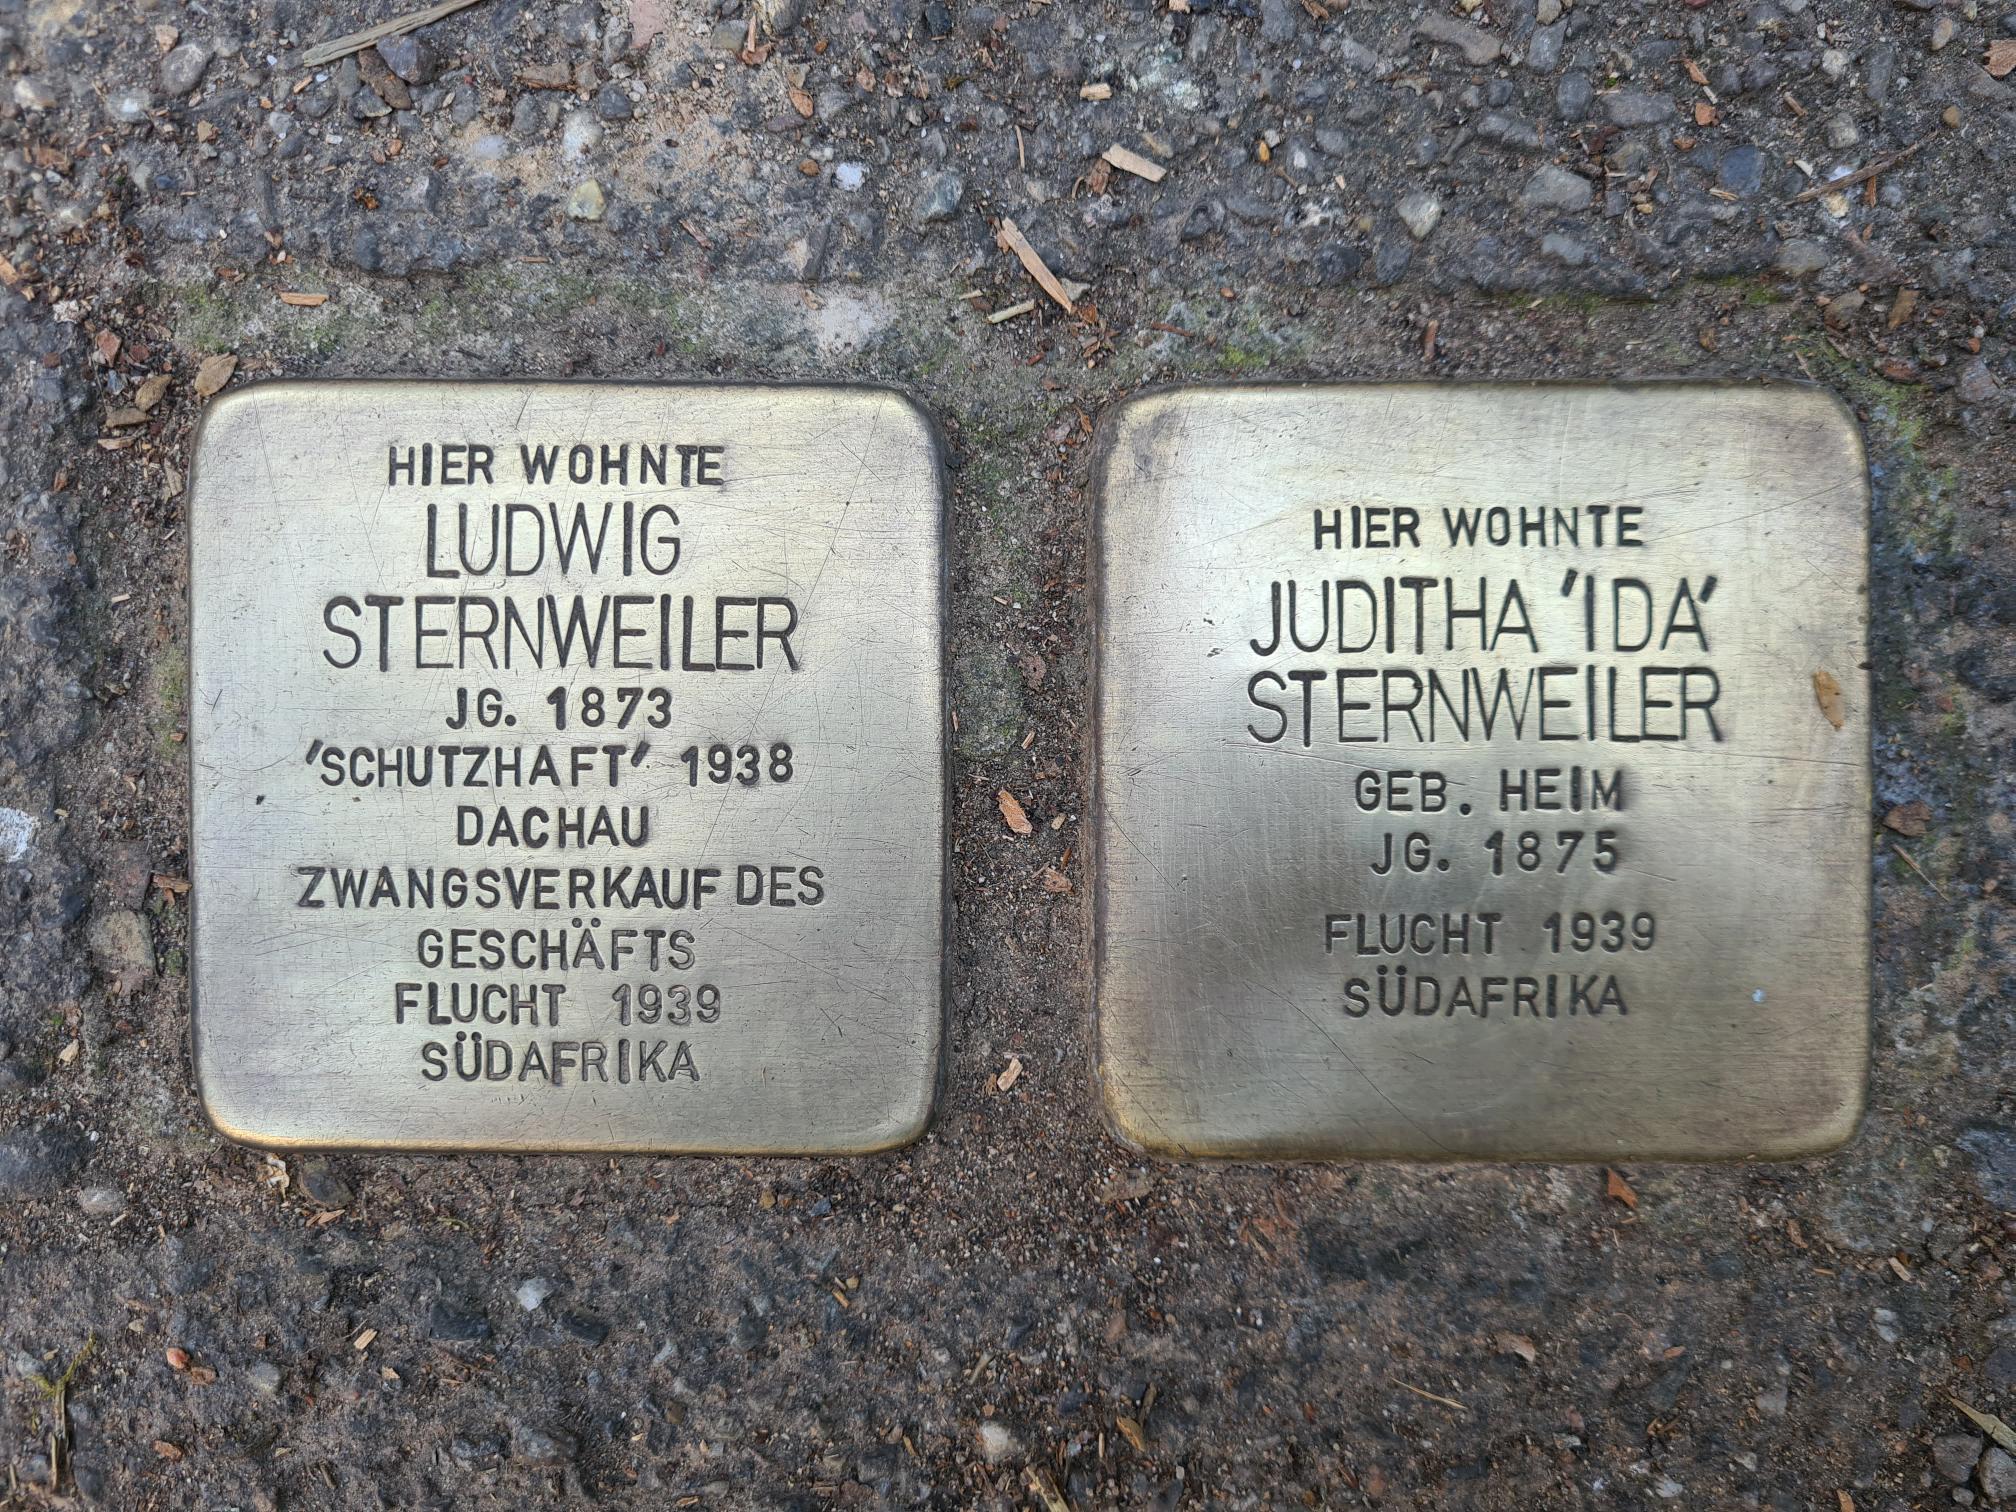 HIER WOHNTE
LUDWIG
STERNWEILER
JG. 1873
'SCHUTZHAFT' 1938
DACHAU
ZWANGSVERKAUF DES
GESCHÄFTS
FLUCHT 1939
SÜDAFRIKA
HIER WOHNTE
JUDITHA 'IDA'
STERNWEILER
GEB. HEIM
JG. 1875
FLUCHT 1939
SÜDAFRIKA